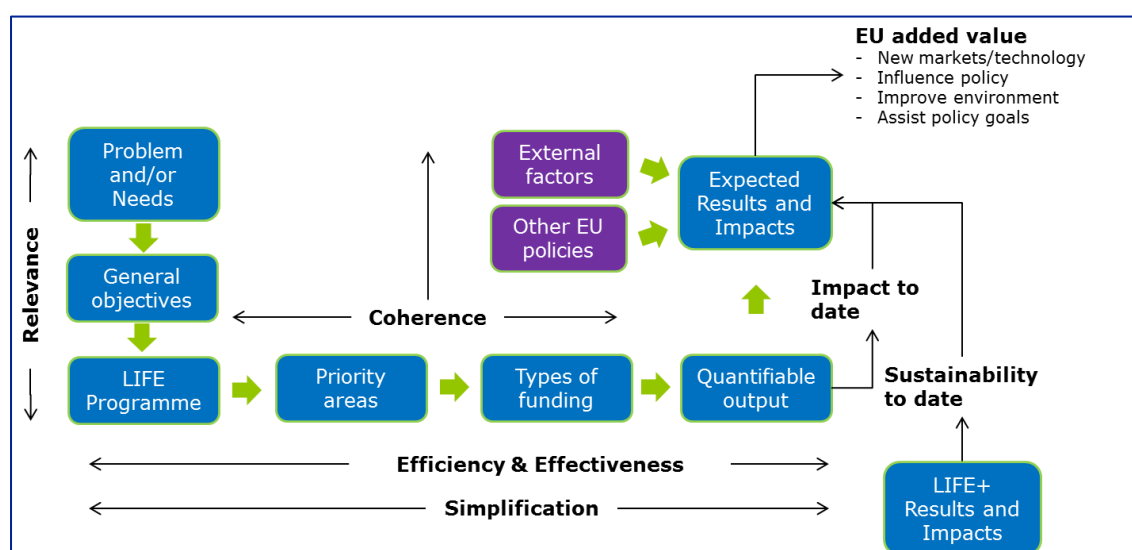 EU added value
- New markets/technology
- Influence policy
- Improve environment
- Assist policy goals
Problem
and/or
Needs
External
factors
Expected
Results and
Impacts
Other EU
policies
Relevance
General
objectives
Coherence
Impact to
date
LIFE
Programme
Priority
areas
Types of
funding
Quantifiable
output
Sustainability
to date
Efficiency & Effectiveness
Simplification
LIFE+
Results and
Impacts